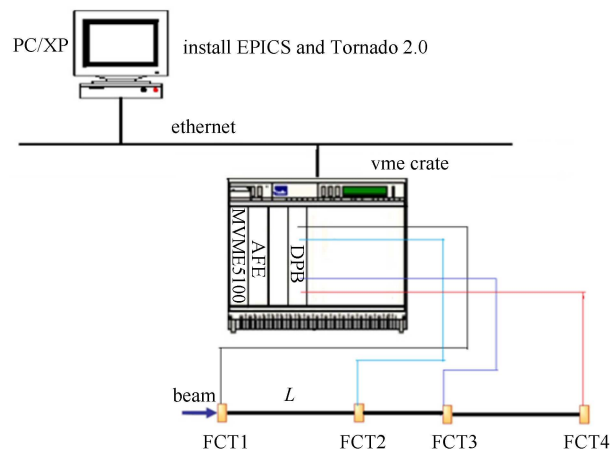 PC/XP
install EPICS and Tornado 2.0
ethernet
vme crate
MVME5100
AFE
DPB
beam
L
FCT1
FCT2
FCT3
FCT4